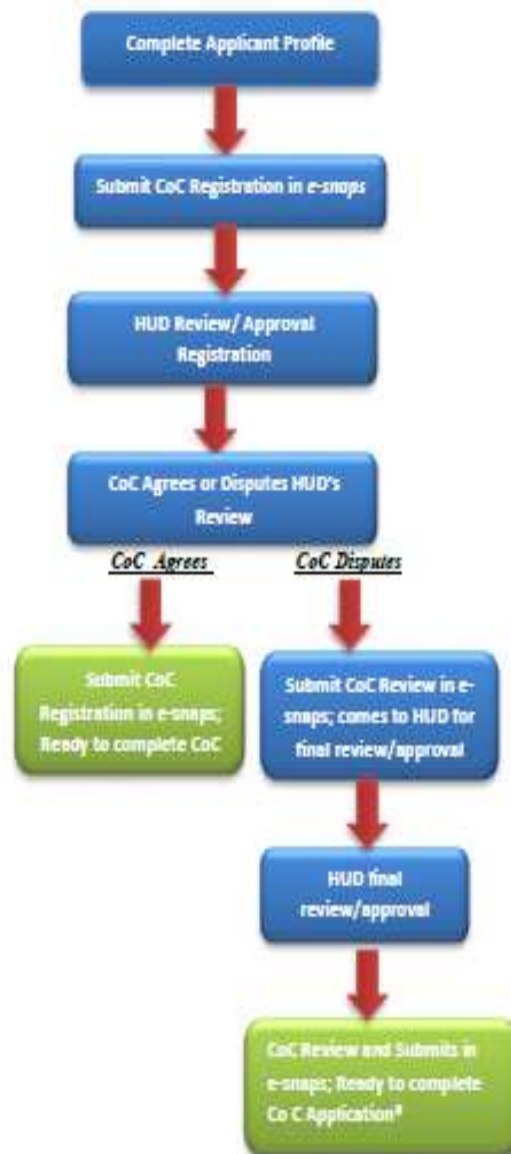 Complete Applicant Profile
Submit CoC Registration in e-snaps
HUD Review/ Approval
Registration
CoC Agrees or Disputes HUD's
Review
CoC Agrees
CoC Disputes
Submit CoC
Registration in e-snaps;
Ready to complete CoC
Submit CoC Review in e-
snaps; comes to HUD for
final review/approval
HUD final
review/approval
CoC Review and Submits in
e-snaps; Ready to complete
Co C Application*